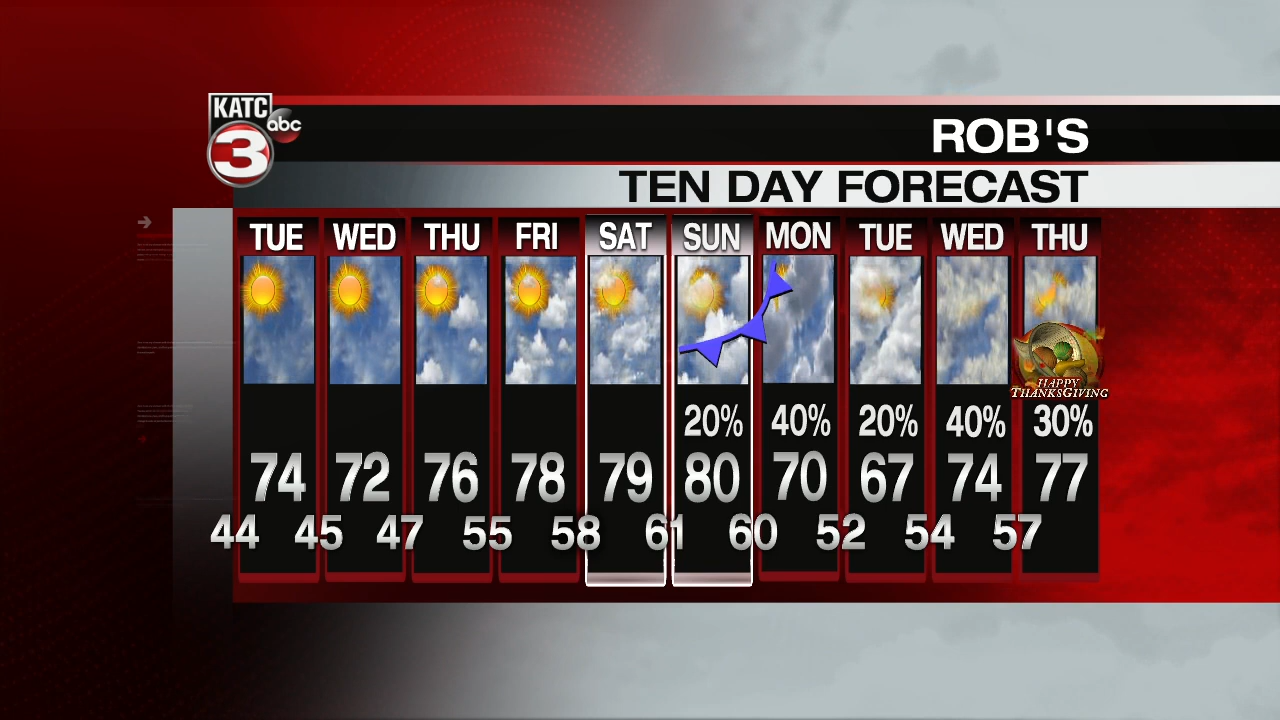 KATC
abc
3
ROB'S
TEN DAY FORECAST
TUE WED THU FRI SAT SUN MON TUE WED THU
HAPPY
THANKSGIVING
20% 40% 20% 40% 30%
74 72 76 78 79 80 70 67 74 77
44 45 47 55 58 61 60 52 54 57